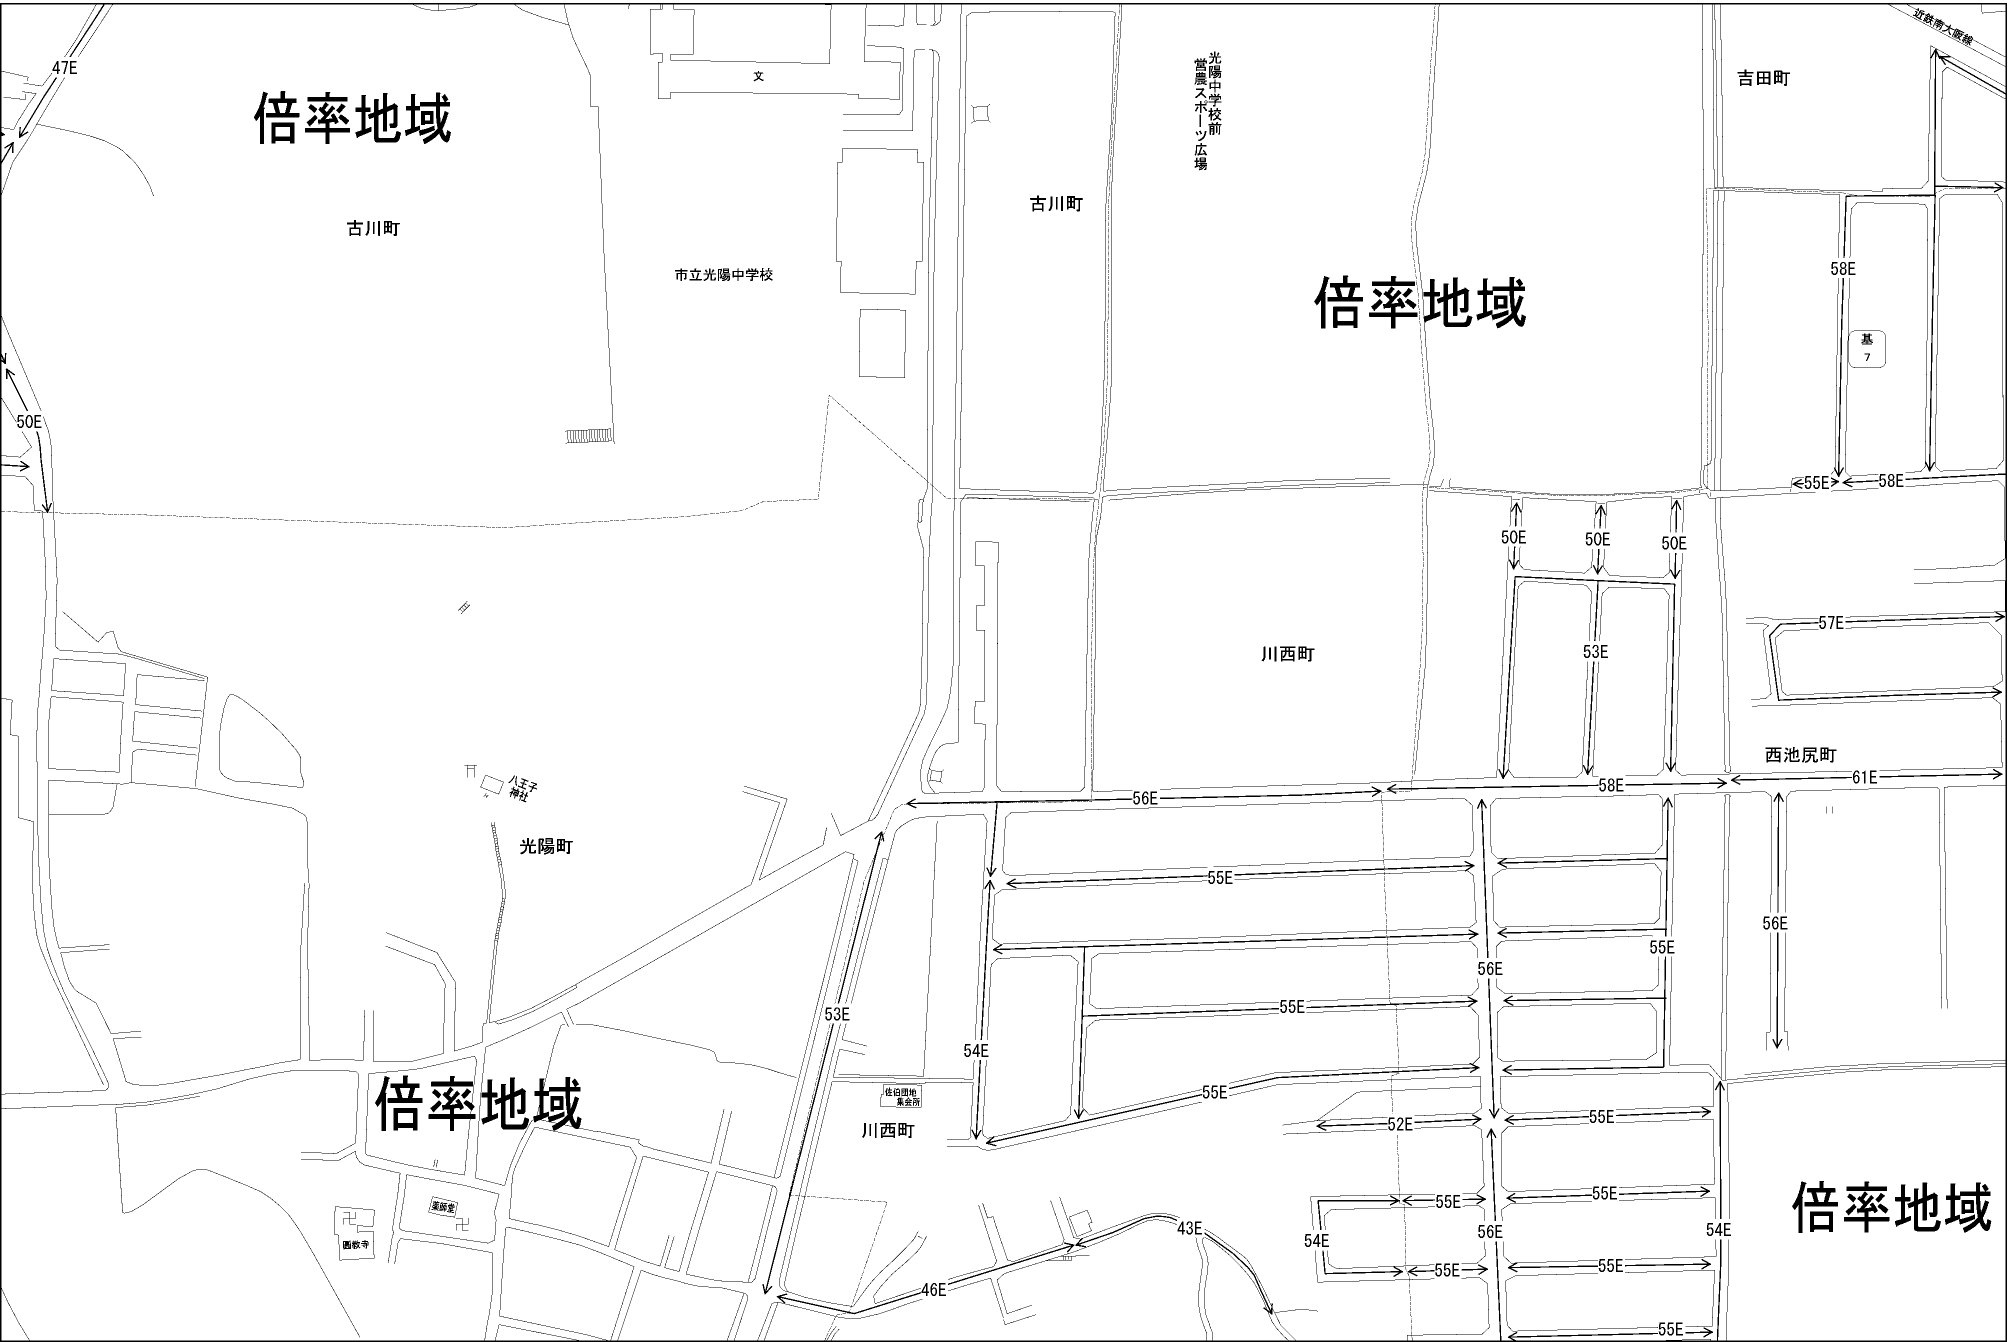 47E
倍率地域
文
光陽中学校前
営農スポーツ広場
近鉄南大阪線
吉田町
古川町
古川町
市立光陽中学校
倍率地域
58E
基
7
50E
55E
58E
50E
50E
50E
57E
53E
川西町
西池尻町
61E
八王子
神社
56E
58E
光陽町
55E
56E
55E
56E
55E
53E
54E
佐伯団地
集会所
川西町
55E
52E
55E
倍率地域
薬師堂
圓教寺
43E
46E
55E
54E
55E
56E
55E
54E
55E
55E
倍率地域